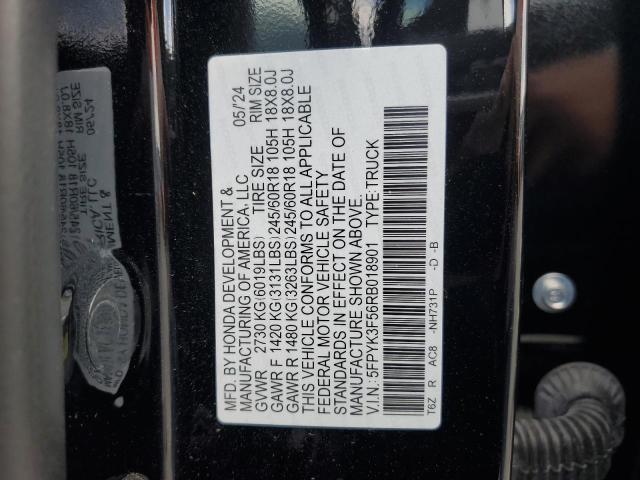 MFD. BY HONDA DEVELOPMENT &
MANUFACTURING OF AMERICA, LLC 05/'24
GVWR 2730 KG(6019LBS) TIRE SIZE RIM SIZE
GAWR F 1420 KG(3131LBS) 245/60R18 105H 18X8.0J
GAWR R 1480 KG(3263LBS) 245/60R18 105H 18X8.0J
THIS VEHICLE CONFORMS TO ALL APPLICABLE
FEDERAL MOTOR VEHICLE SAFETY
STANDARDS IN EFFECT ON THE DATE OF
MANUFACTURE SHOWN ABOVE.
V.I.N.: 5FPYK3F56RB018901 TYPE:TRUCK
T6Z R AC8 -NH731P -D -B